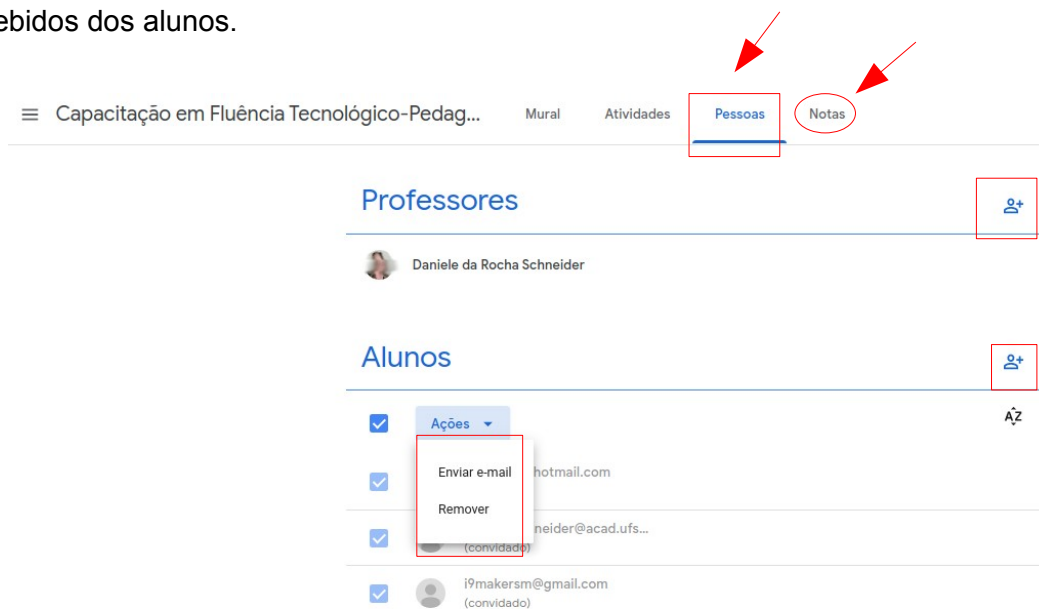 dos alunos.
Capacitação em Fluência Tecnológico-Pedag... Mural Atividades Pessoas Notas
Professores
Daniele da Rocha Schneider
Alunos
Ações AZ
Enviar e-mail hotmail.com
Remover
neider@acad.ufs...
(convidado)
i9makersm@gmail.com
(convidado)